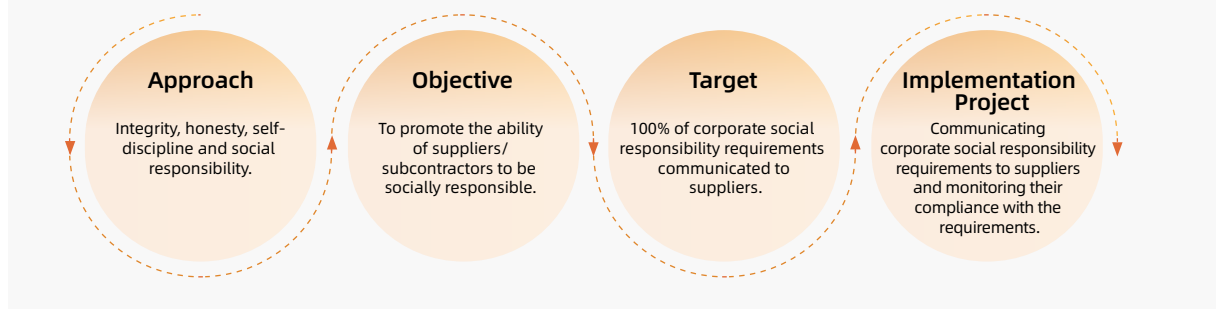 Approach
Integrity, honesty, self-
discipline and social
responsibility.
Objective
To promote the ability
of suppliers/
subcontractors to be
socially responsible.
Target
100% of corporate social
responsibility requirements
communicated to
suppliers.
Implementation
Project
Communicating
corporate social responsibility
requirements to suppliers
and monitoring their
compliance with the
requirements.